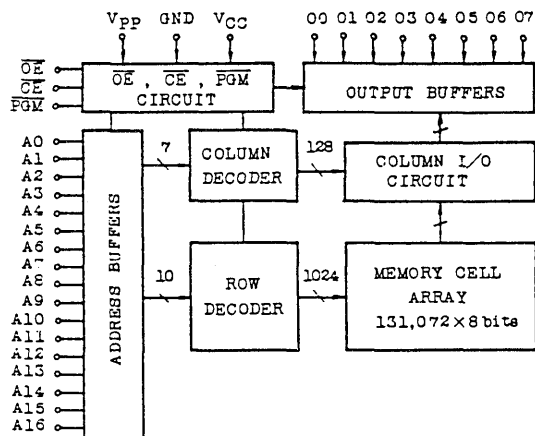 VPP GND VCC
O0 O1 O2 O3 O4 O5 O6 O7
OE
CE
PGM
OE, CE, PGM
CIRCUIT
OUTPUT BUFFERS
A0
A1
A2
A3
A4
A5
A6
A7
A8
A9
A10
A11
A12
A13
A14
A15
A16
ADDRESS BUFFERS
7
COLUMN
DECODER
128
COLUMN I/O
CIRCUIT
10
ROW
DECODER
1024
MEMORY CELL
ARRAY
131,072×8bits